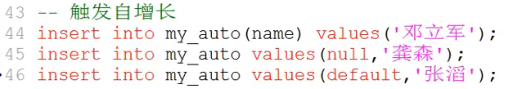 43 -- 触发自增长
44 insert into my_auto(name) values('邓立军');
45 insert into my_auto values(null,'龚森');
46 insert into my_auto values(default,'张滔');